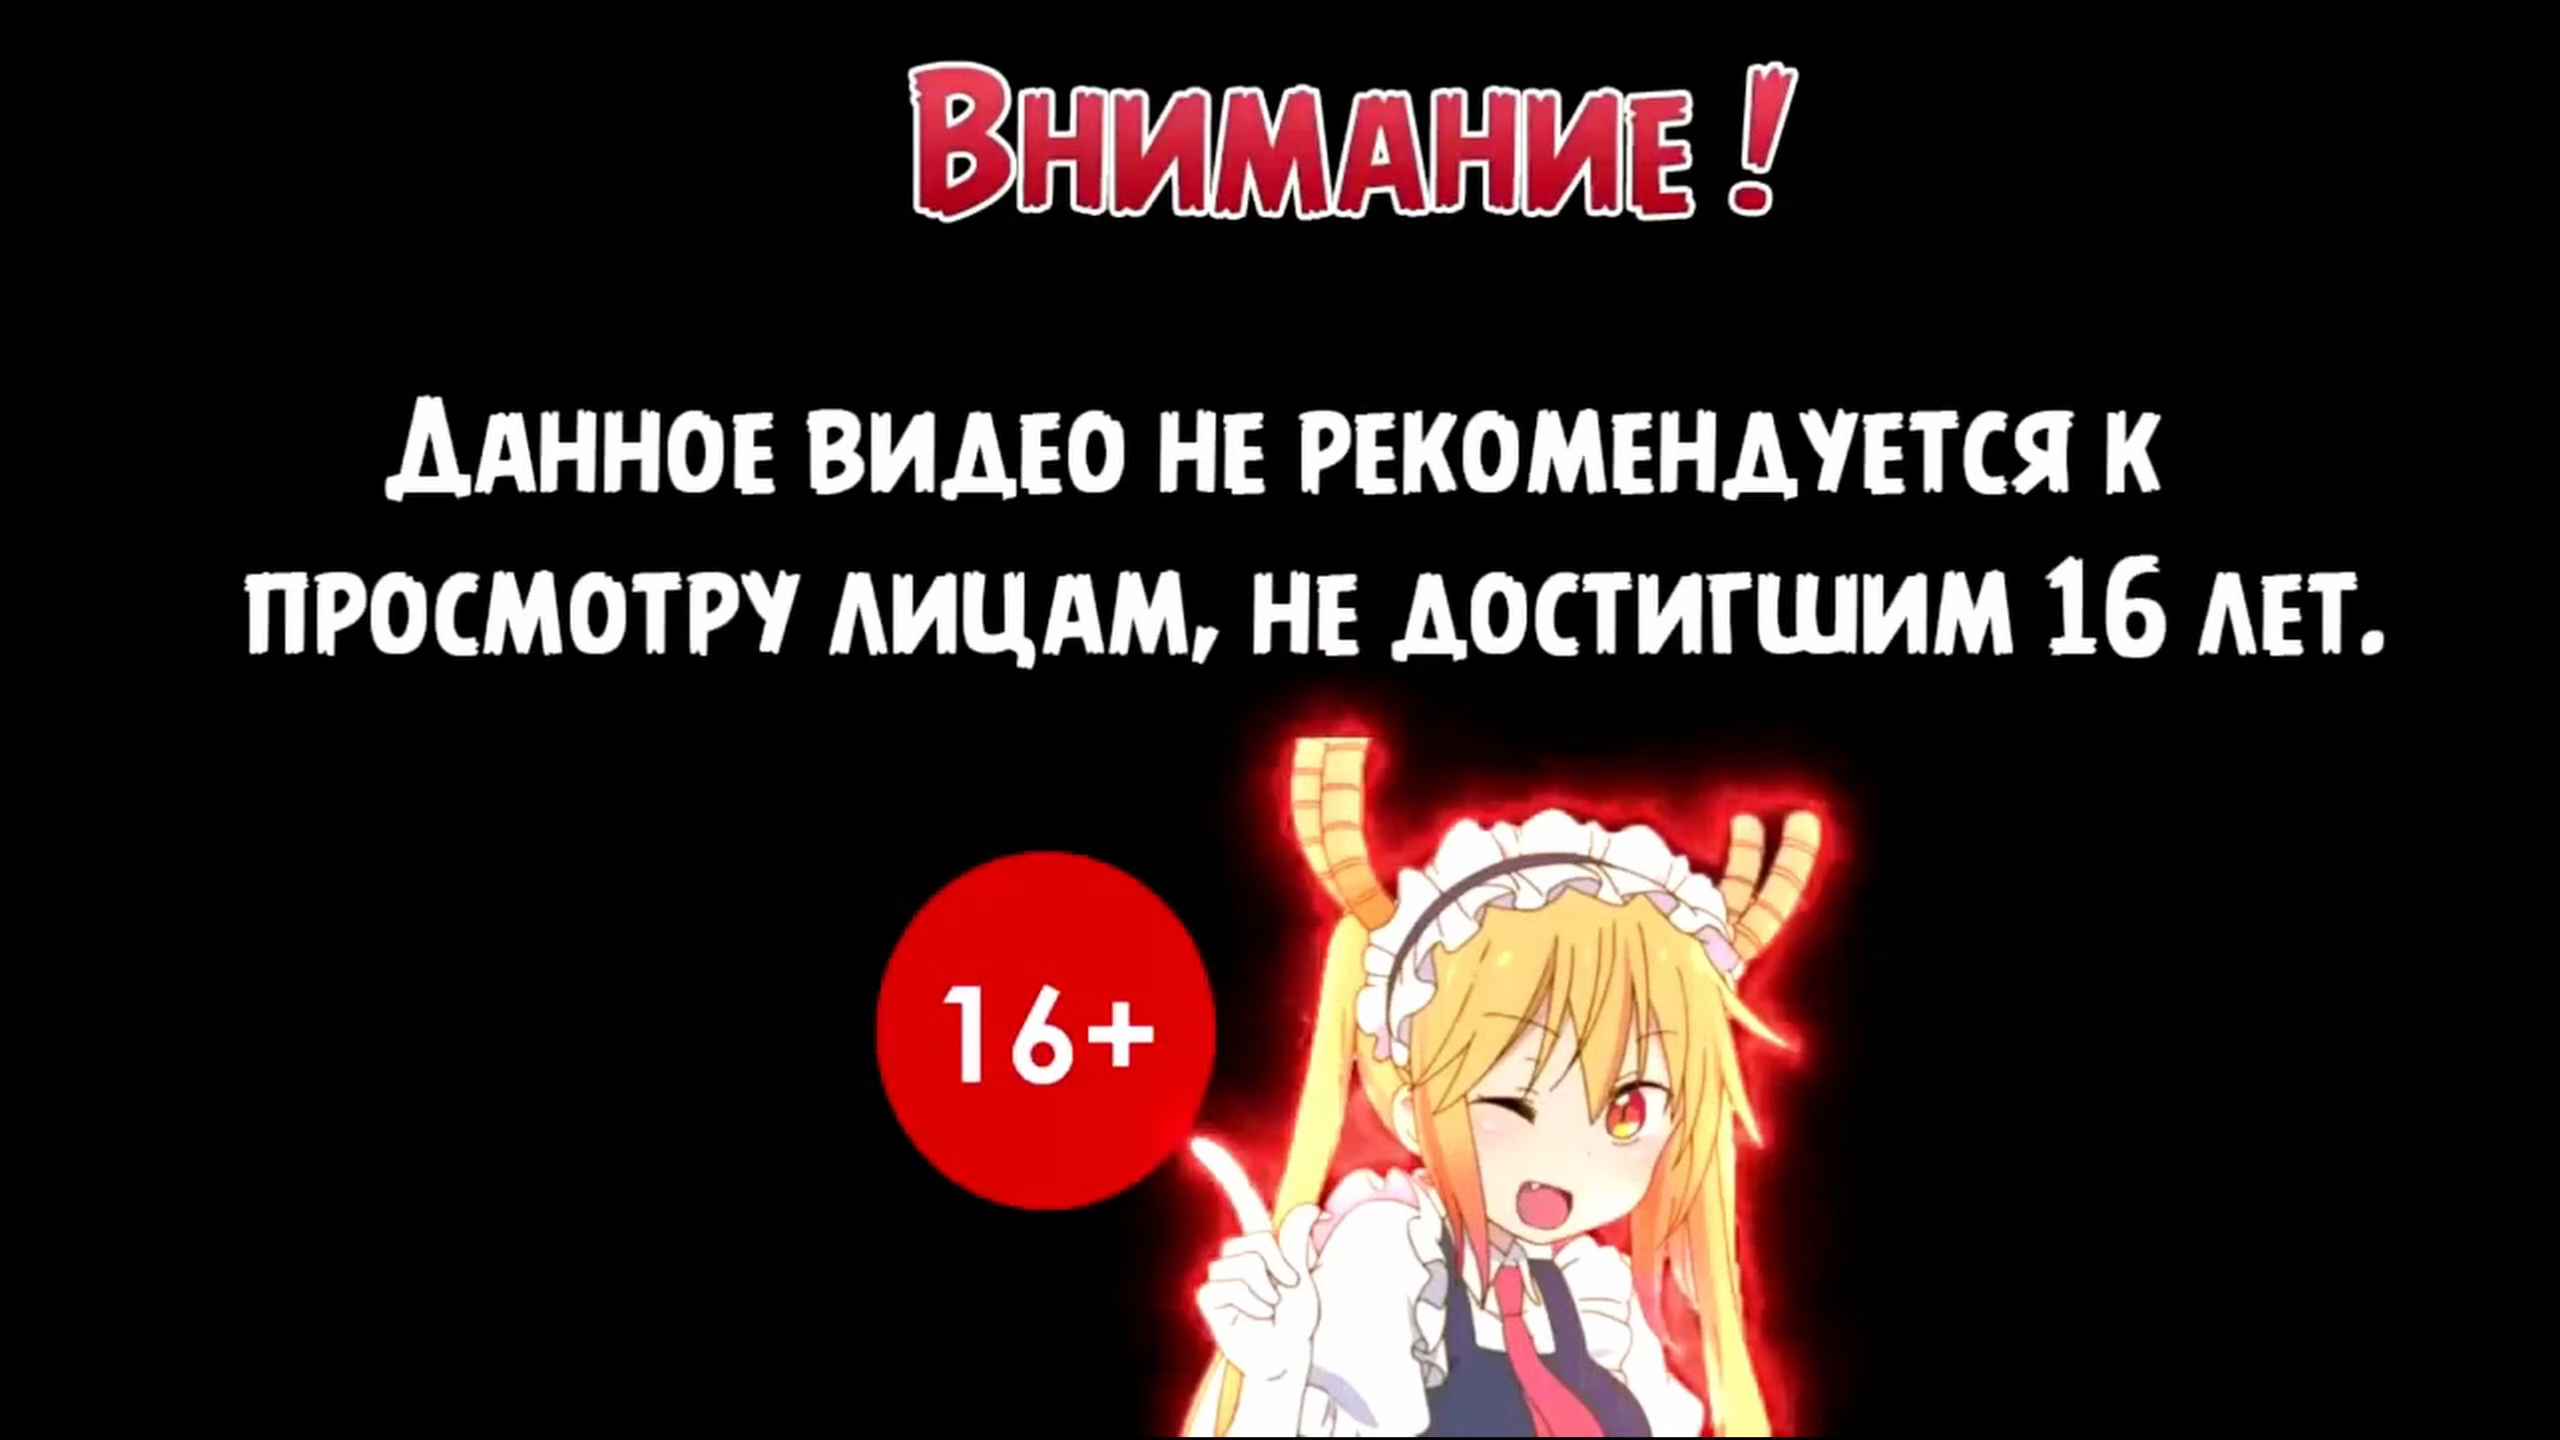 Внимание !
Данное видео не рекомендуется к
просмотру лицам, не достигшим 16 лет.
16+